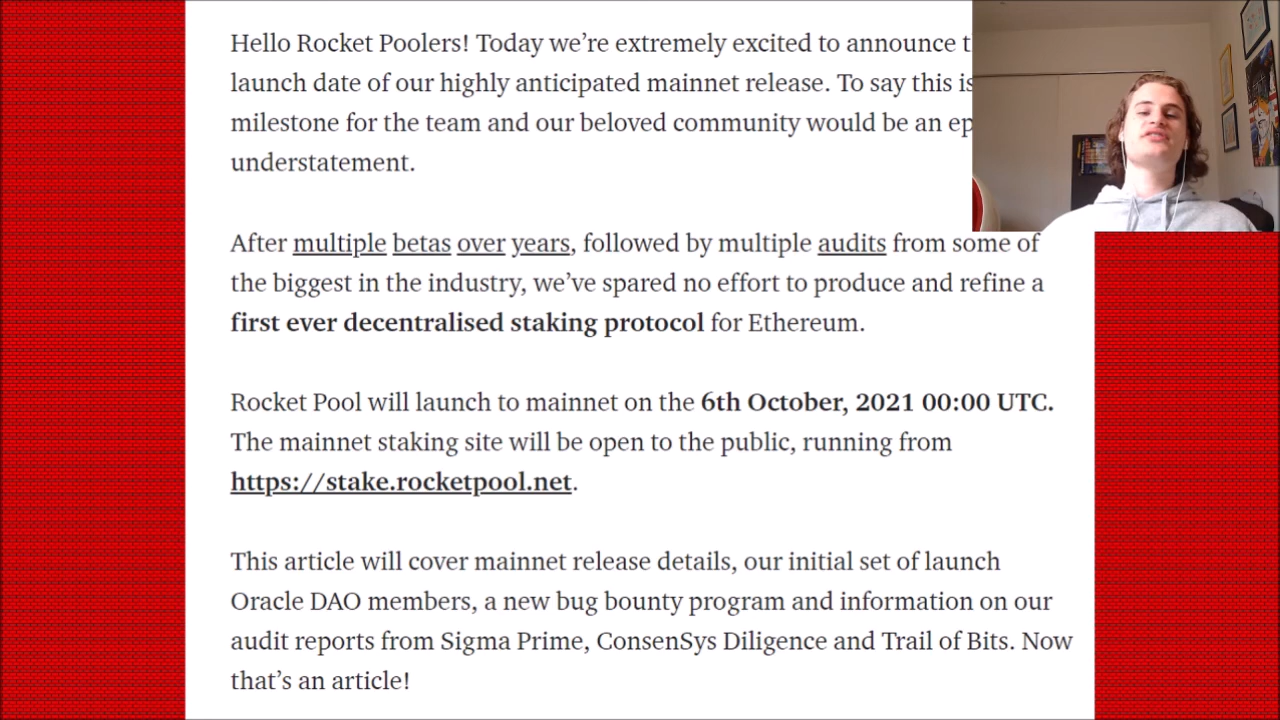 Hello Rocket Poolers! Today we’re extremely excited to announce
launch date of our highly anticipated mainnet release. To say this is
milestone for the team and our beloved community would be an
understatement.
After multiple betas over years, followed by multiple audits from some of
the biggest in the industry, we’ve spared no effort to produce and refine a
first ever decentralised staking protocol for Ethereum.
Rocket Pool will launch to mainnet on the 6th October, 2021 00:00 UTC.
The mainnet staking site will be open to the public, running from
https://stake.rocketpool.net.
This article will cover mainnet release details, our initial set of launch
Oracle DAO members, a new bug bounty program and information on our
audit reports from Sigma Prime, ConsenSys Diligence and Trail of Bits. Now
that’s an article!